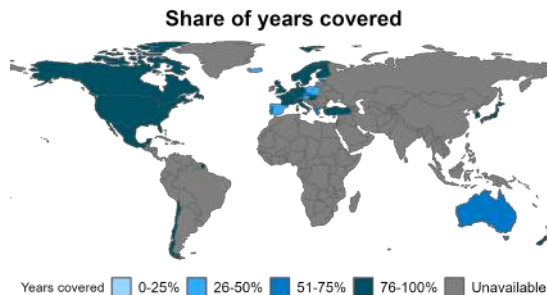 Share of years covered
Years covered 0-25% 26-50% 51-75% 76-100% Unavailable